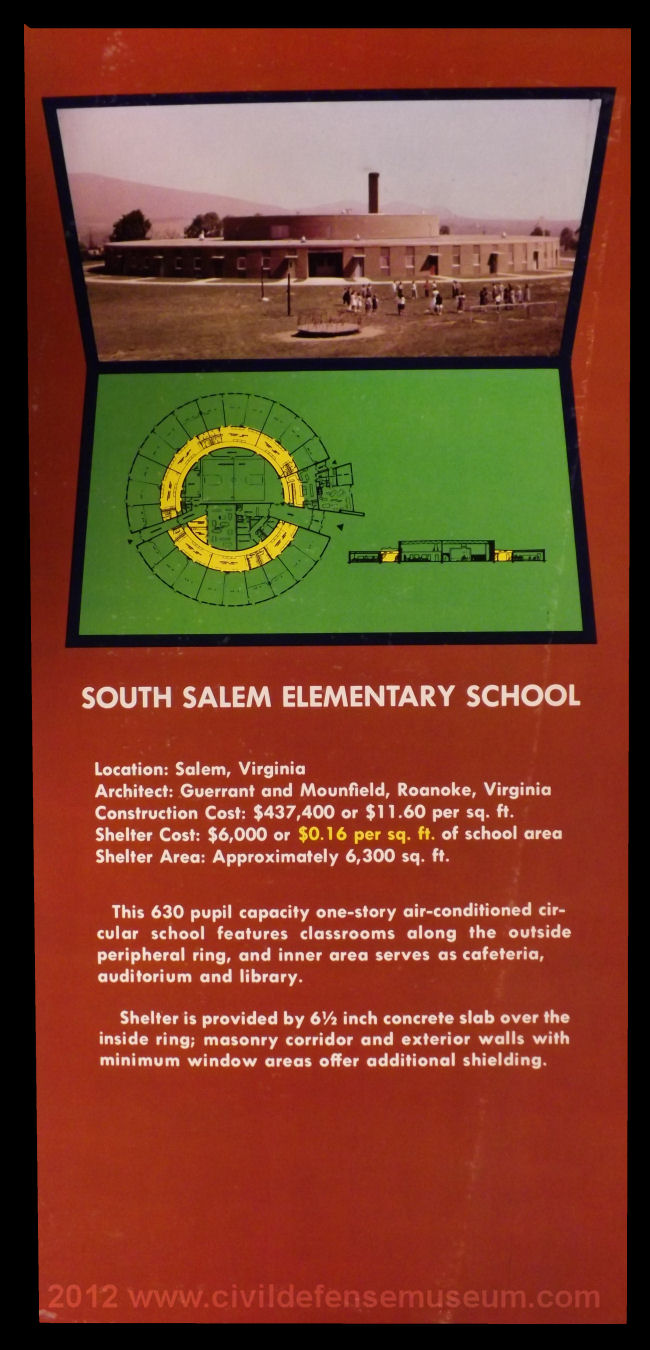 SOUTH SALEM ELEMENTARY SCHOOL
Location: Salem, Virginia
Architect: Guerrant and Mounfield, Roanoke, Virginia
Construction Cost: $437,400 or $11.60 per sq. ft.
Shelter Cost: $6,000 or $0.16 per sq. ft. of school area
Shelter Area: Approximately 6,300 sq. ft.
This 630 pupil capacity one-story air-conditioned cir-
cular school features classrooms along the outside
peripheral ring, and inner area serves as cafeteria,
auditorium and library.
Shelter is provided by 6½ inch concrete slab over the
inside ring; masonry corridor and exterior walls with
minimum window areas offer additional shielding.
2012 www.civildefensemuseum.com